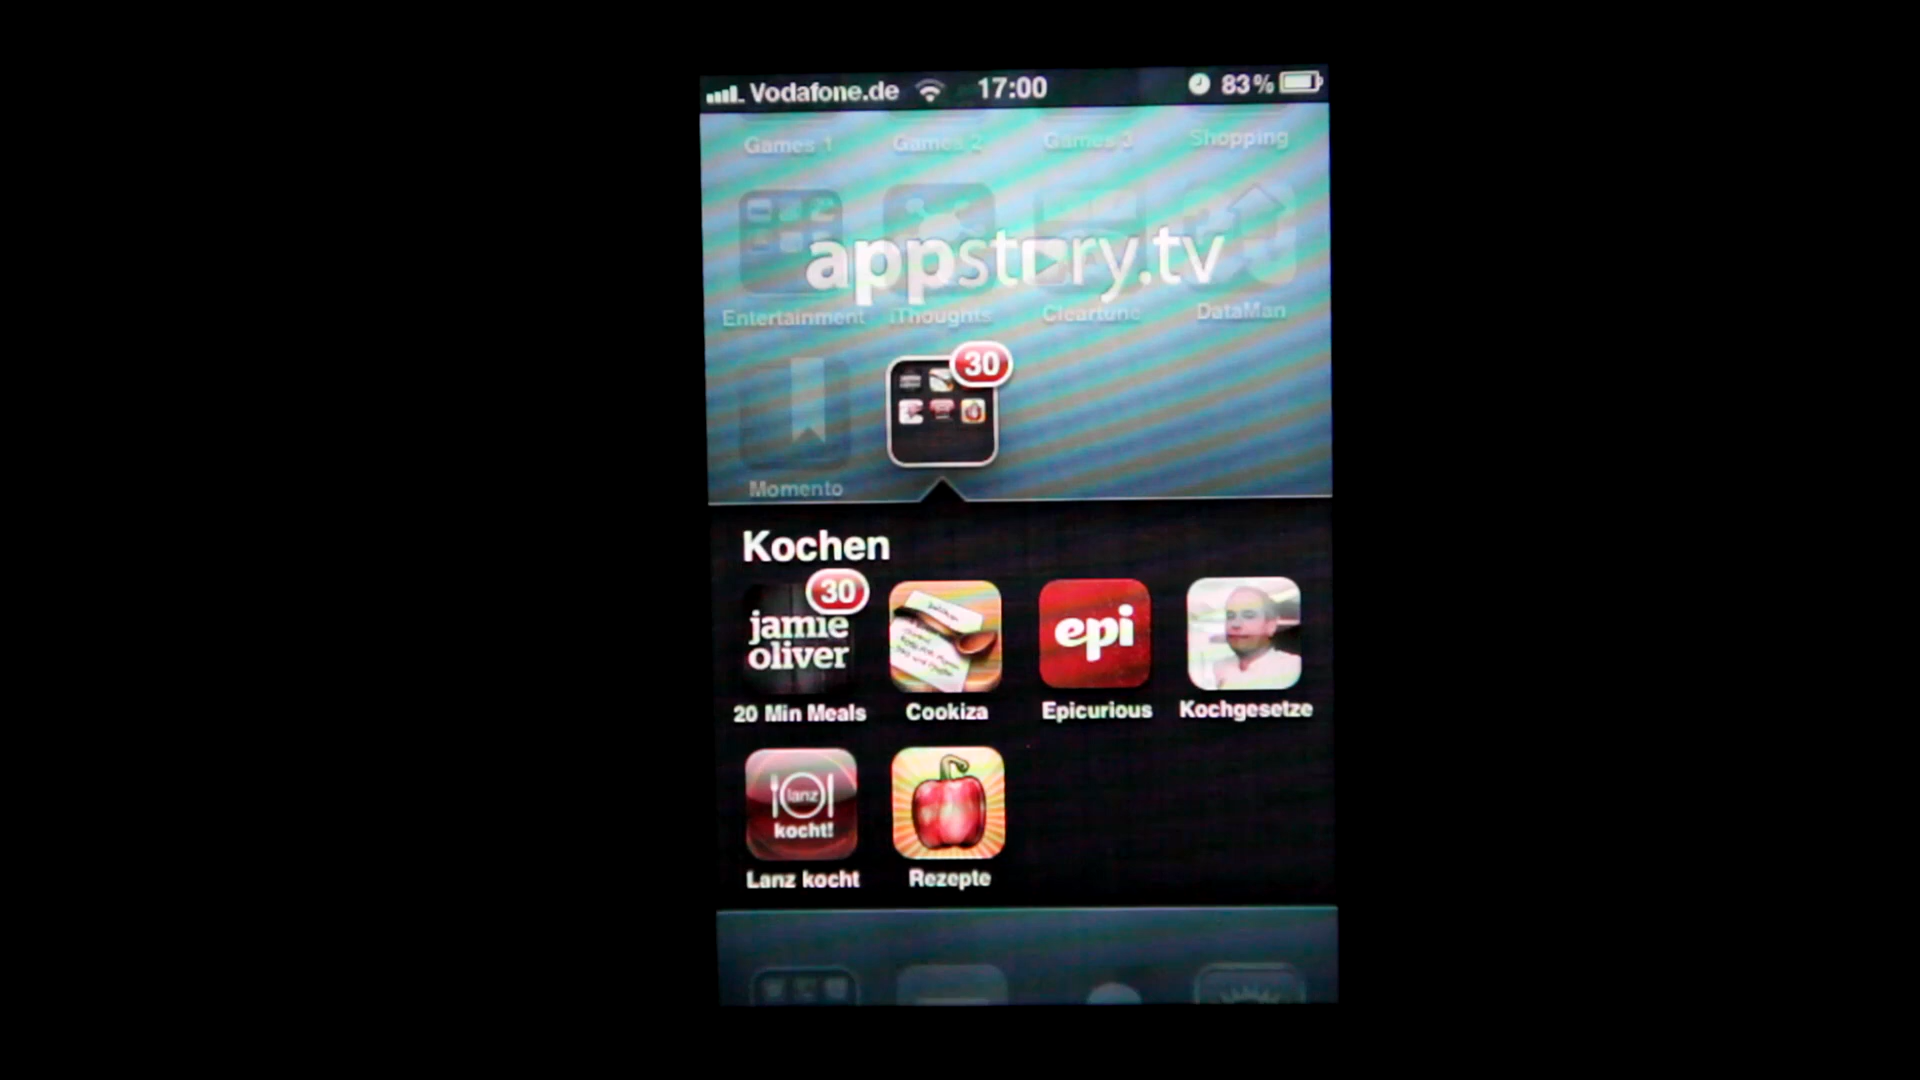 Vodafone.de 17:00 83%
Games 1 Games 2 Games 3 Shopping
appstory.tv
Entertainment iThoughts Cleartune DataMan
30
Momento
Kochen
30
jamie
oliver
epi
20 Min Meals Cookiza Epicurious Kochgesetze
lanz
kocht!
Lanz kocht Rezepte